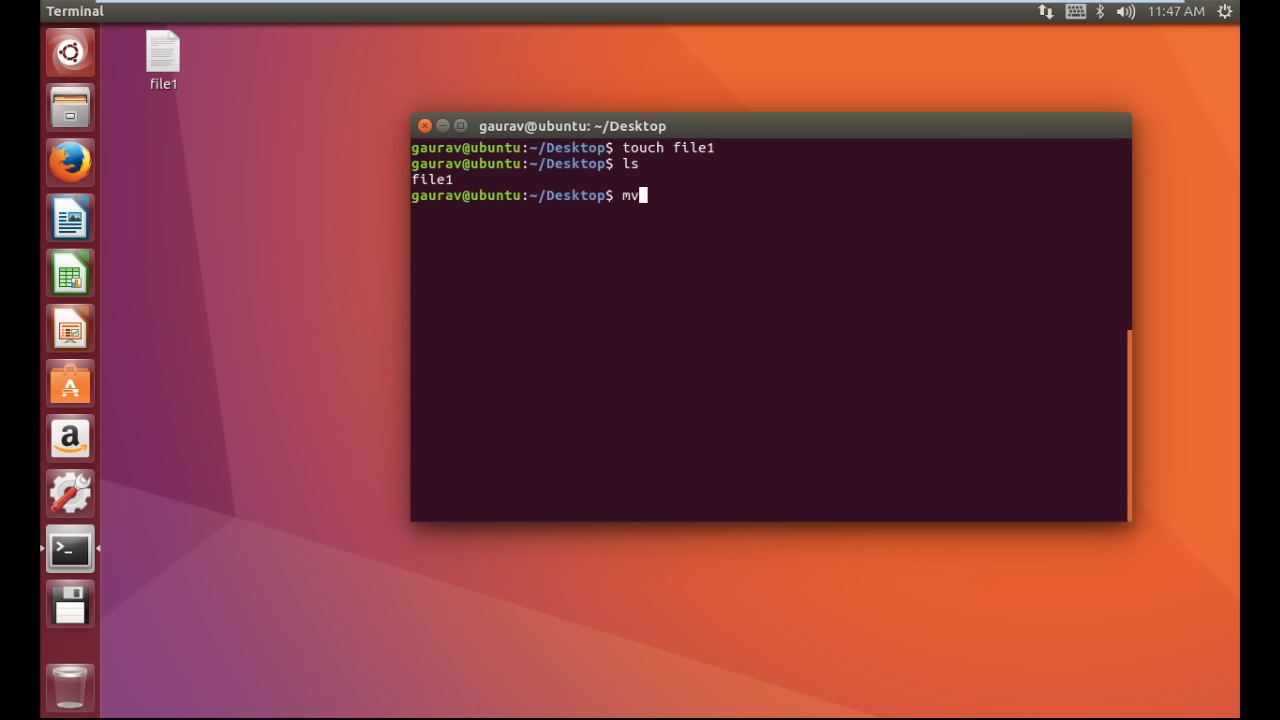 Terminal
11:47 AM
file1
gaurav@ubuntu: ~/Desktop
gaurav@ubuntu:~/Desktop$ touch file1
gaurav@ubuntu:~/Desktop$ ls
file1
gaurav@ubuntu:~/Desktop$ mv